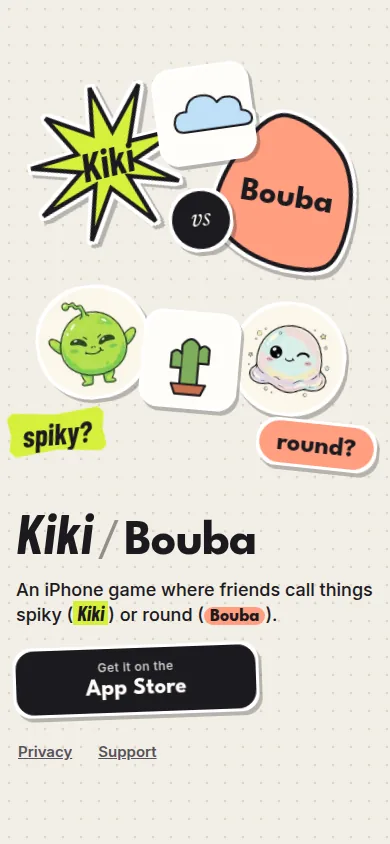 Kiki
Bouba
vs
spiky?
round?
Kiki / Bouba
An iPhone game where friends call things
spiky (Kiki) or round (Bouba).
Get it on the
App Store
Privacy Support